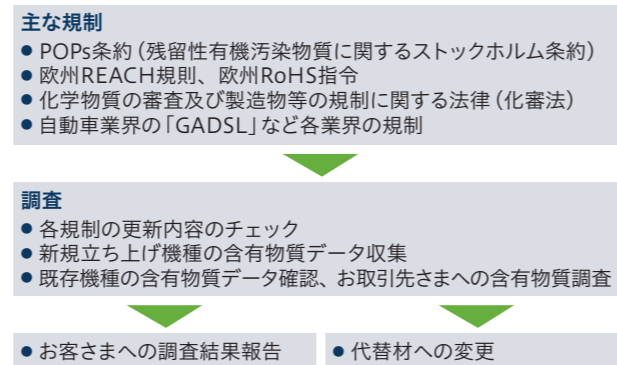 主な規制
● POPs条約（残留性有機汚染物質に関するストックホルム条約）
● 欧州REACH規則、欧州RoHS指令
● 化学物質の審査及び製造物等の規制に関する法律（化審法）
● 自動車業界の「GADSL」など各業界の規制
調査
● 各規制の更新内容のチェック
● 新規立ち上げ機種の含有物質データ収集
● 既存機種の含有物質データ確認、お取引先さまへの含有物質調査
● お客さまへの調査結果報告
● 代替材への変更